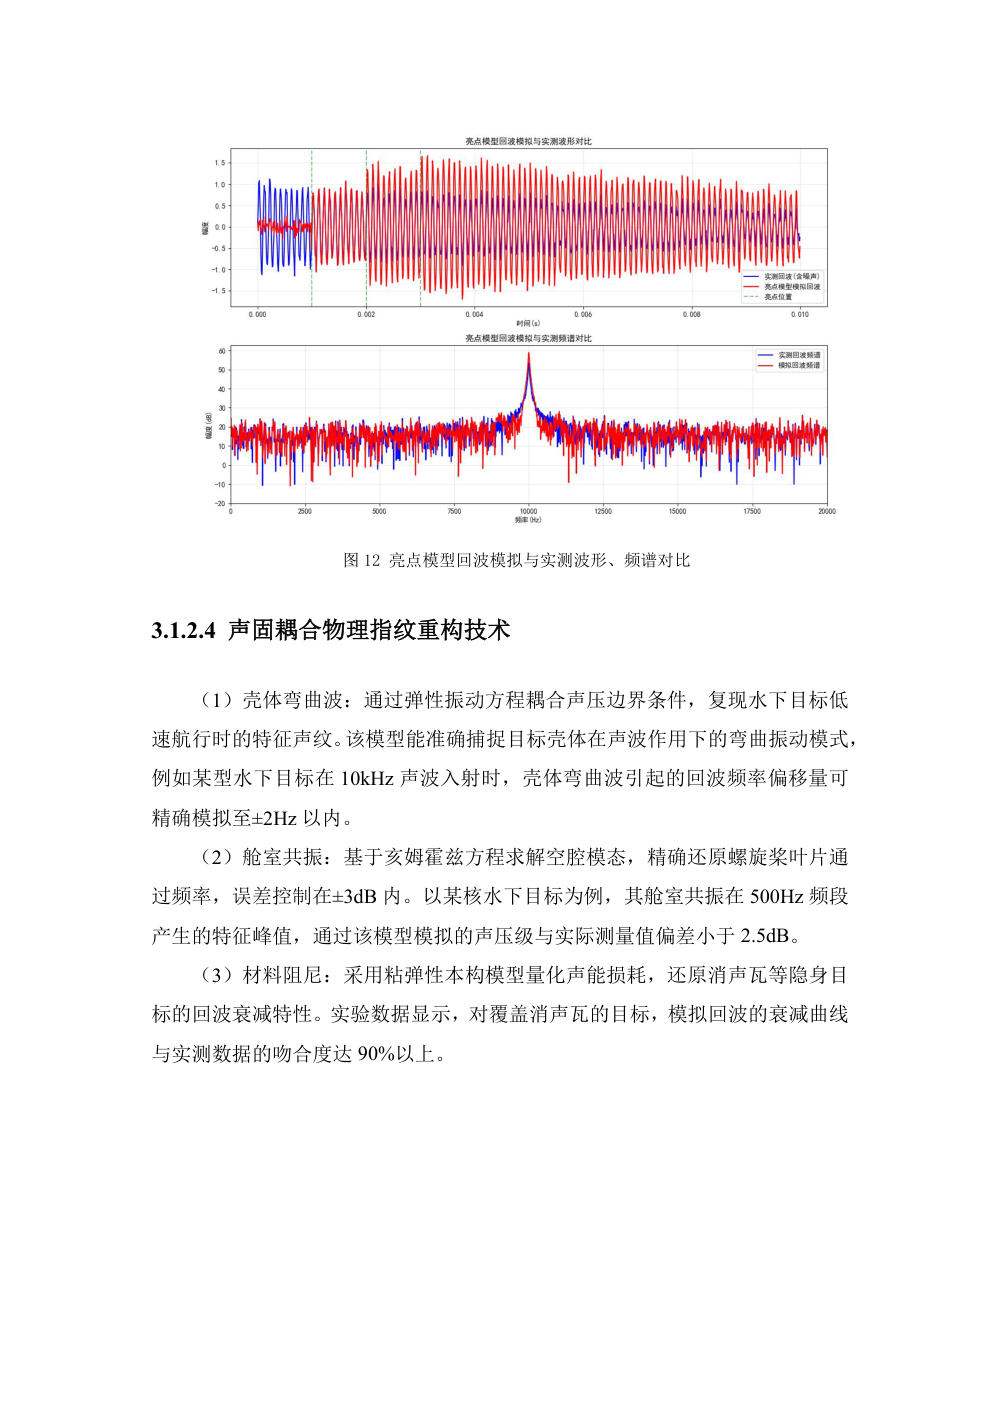 亮点模型回波模拟与实测波形对比
1.5
1.0
0.5
0.0
-0.5
-1.0
-1.5
幅度
实测回波(含噪声)
亮点模型模拟回波
亮点位置
0.000 0.002 0.004 0.006 0.008 0.010
时间(s)
亮点模型回波模拟与实测频谱对比
60
50
40
30
20
10
0
-10
-20
幅度(dB)
实测回波频谱
模拟回波频谱
0 2500 5000 7500 10000 12500 15000 17500 20000
频率(Hz)
图 12 亮点模型回波模拟与实测波形、频谱对比
3.1.2.4 声固耦合物理指纹重构技术
（1）壳体弯曲波：通过弹性振动方程耦合声压边界条件，复现水下目标低
速航行时的特征声纹。该模型能准确捕捉目标壳体在声波作用下的弯曲振动模式，
例如某型水下目标在 10kHz 声波入射时，壳体弯曲波引起的回波频率偏移量可
精确模拟至±2Hz 以内。
（2）舱室共振：基于亥姆霍兹方程求解空腔模态，精确还原螺旋桨叶片通
过频率，误差控制在±3dB 内。以某核水下目标为例，其舱室共振在 500Hz 频段
产生的特征峰值，通过该模型模拟的声压级与实际测量值偏差小于 2.5dB。
（3）材料阻尼：采用粘弹性本构模型量化声能损耗，还原消声瓦等隐身目
标的回波衰减特性。实验数据显示，对覆盖消声瓦的目标，模拟回波的衰减曲线
与实测数据的吻合度达 90%以上。